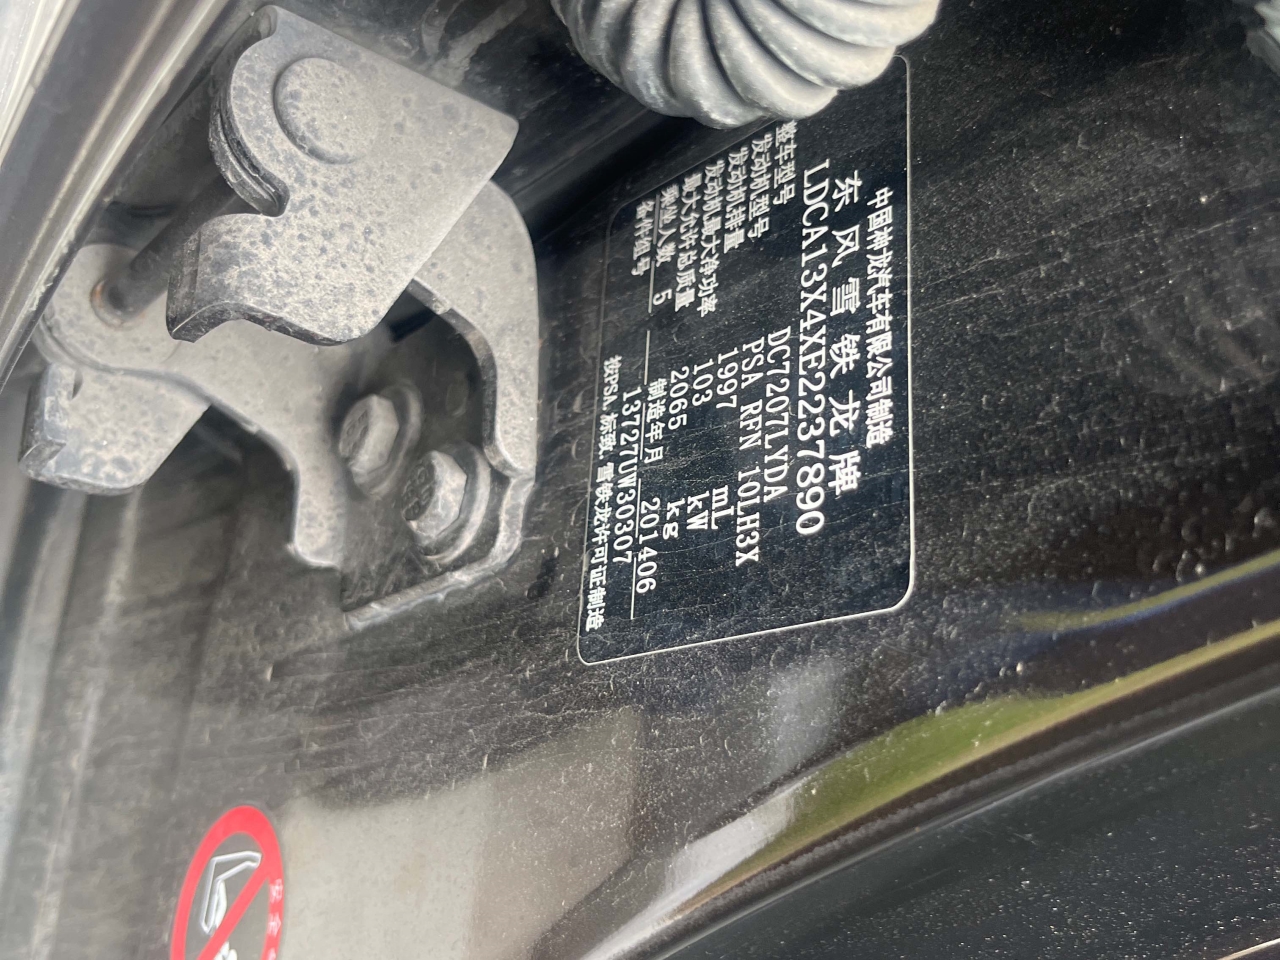 中国神龙汽车有限公司制造
东风雪铁龙牌
LDCA13X4XE2237890
整车型号 DC7207LYDA
发动机型号 PSA RFN 10LH3X
发动机排量 1997 mL
发动机最大净功率 103 kW
最大允许总质量 2065 kg
乘坐人数 5 制造年月 201406
备件组号 13727UW30307
按PSA.标致.雪铁龙许可证制造
安全